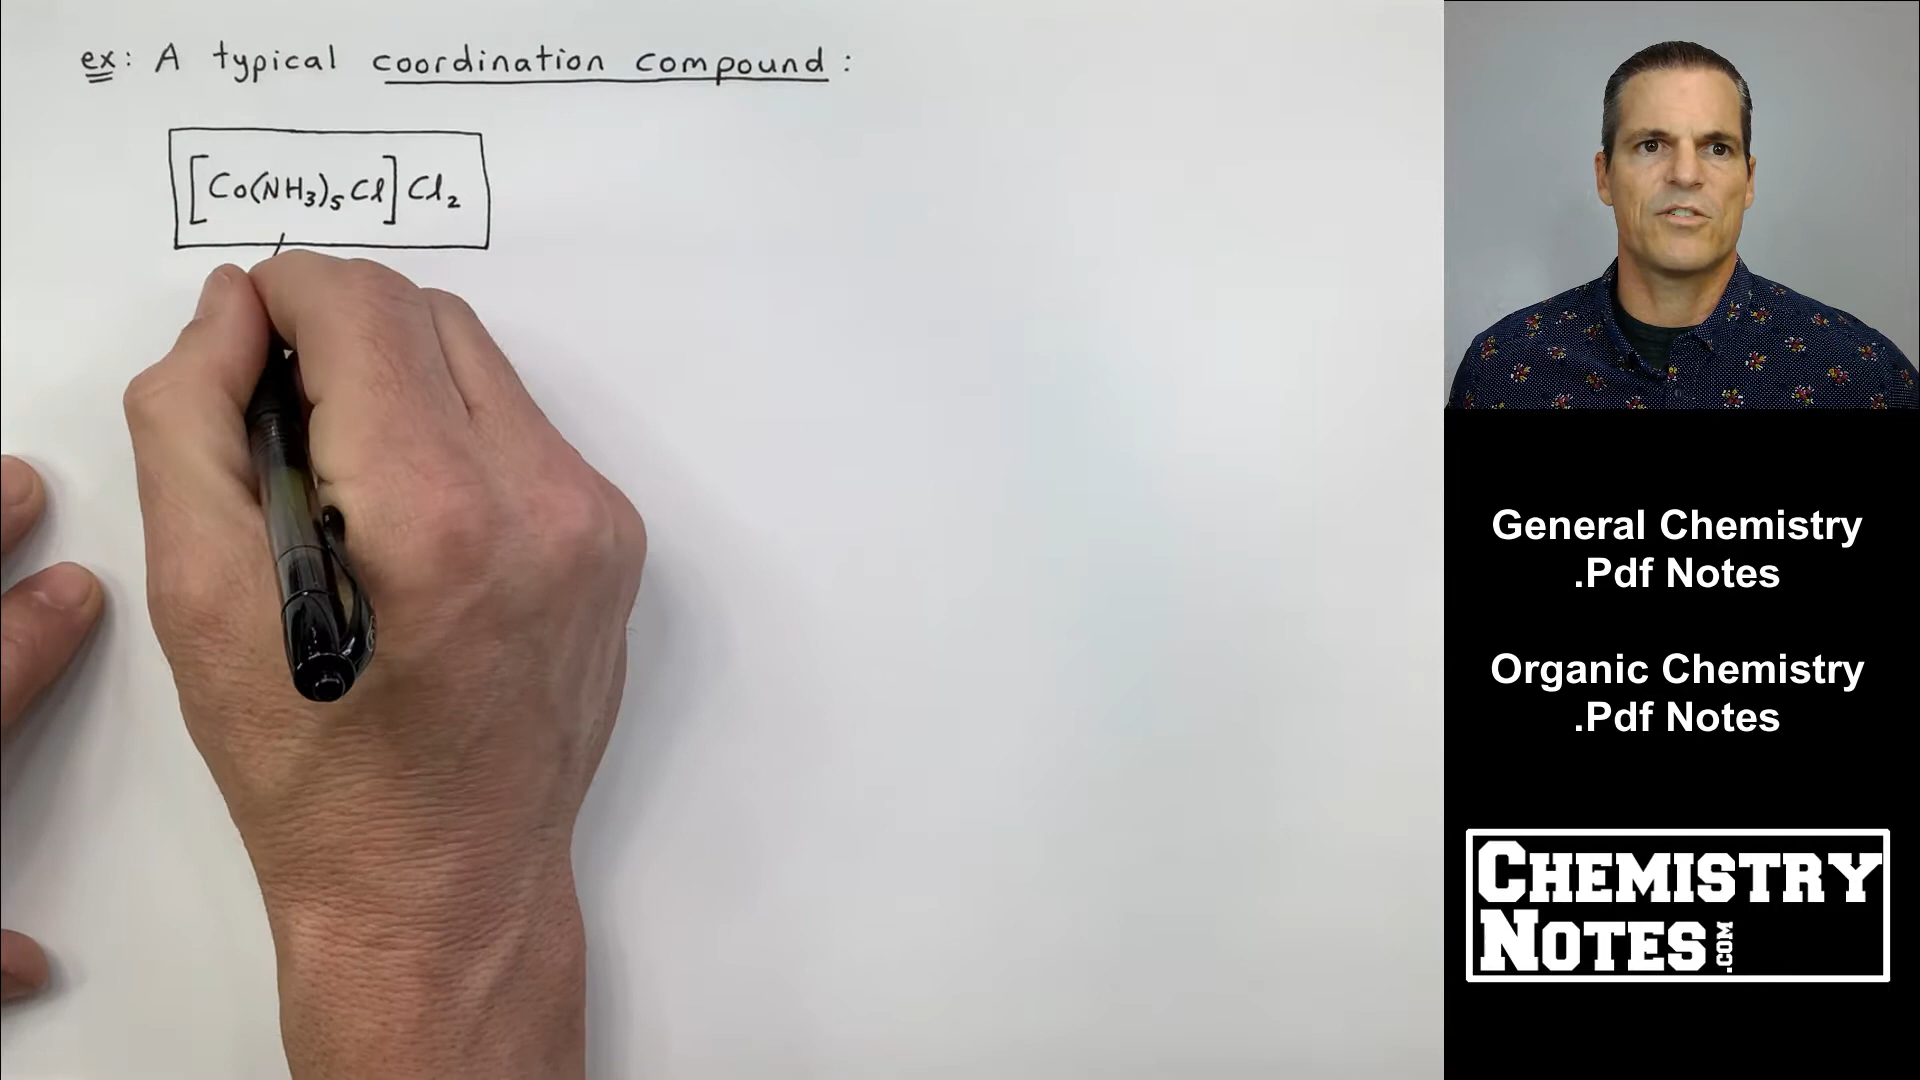 ex: A typical coordination compound:
[Co(NH₃)₅Cl]Cl₂
General Chemistry
.Pdf Notes
Organic Chemistry
.Pdf Notes
CHEMISTRY
NOTES.COM